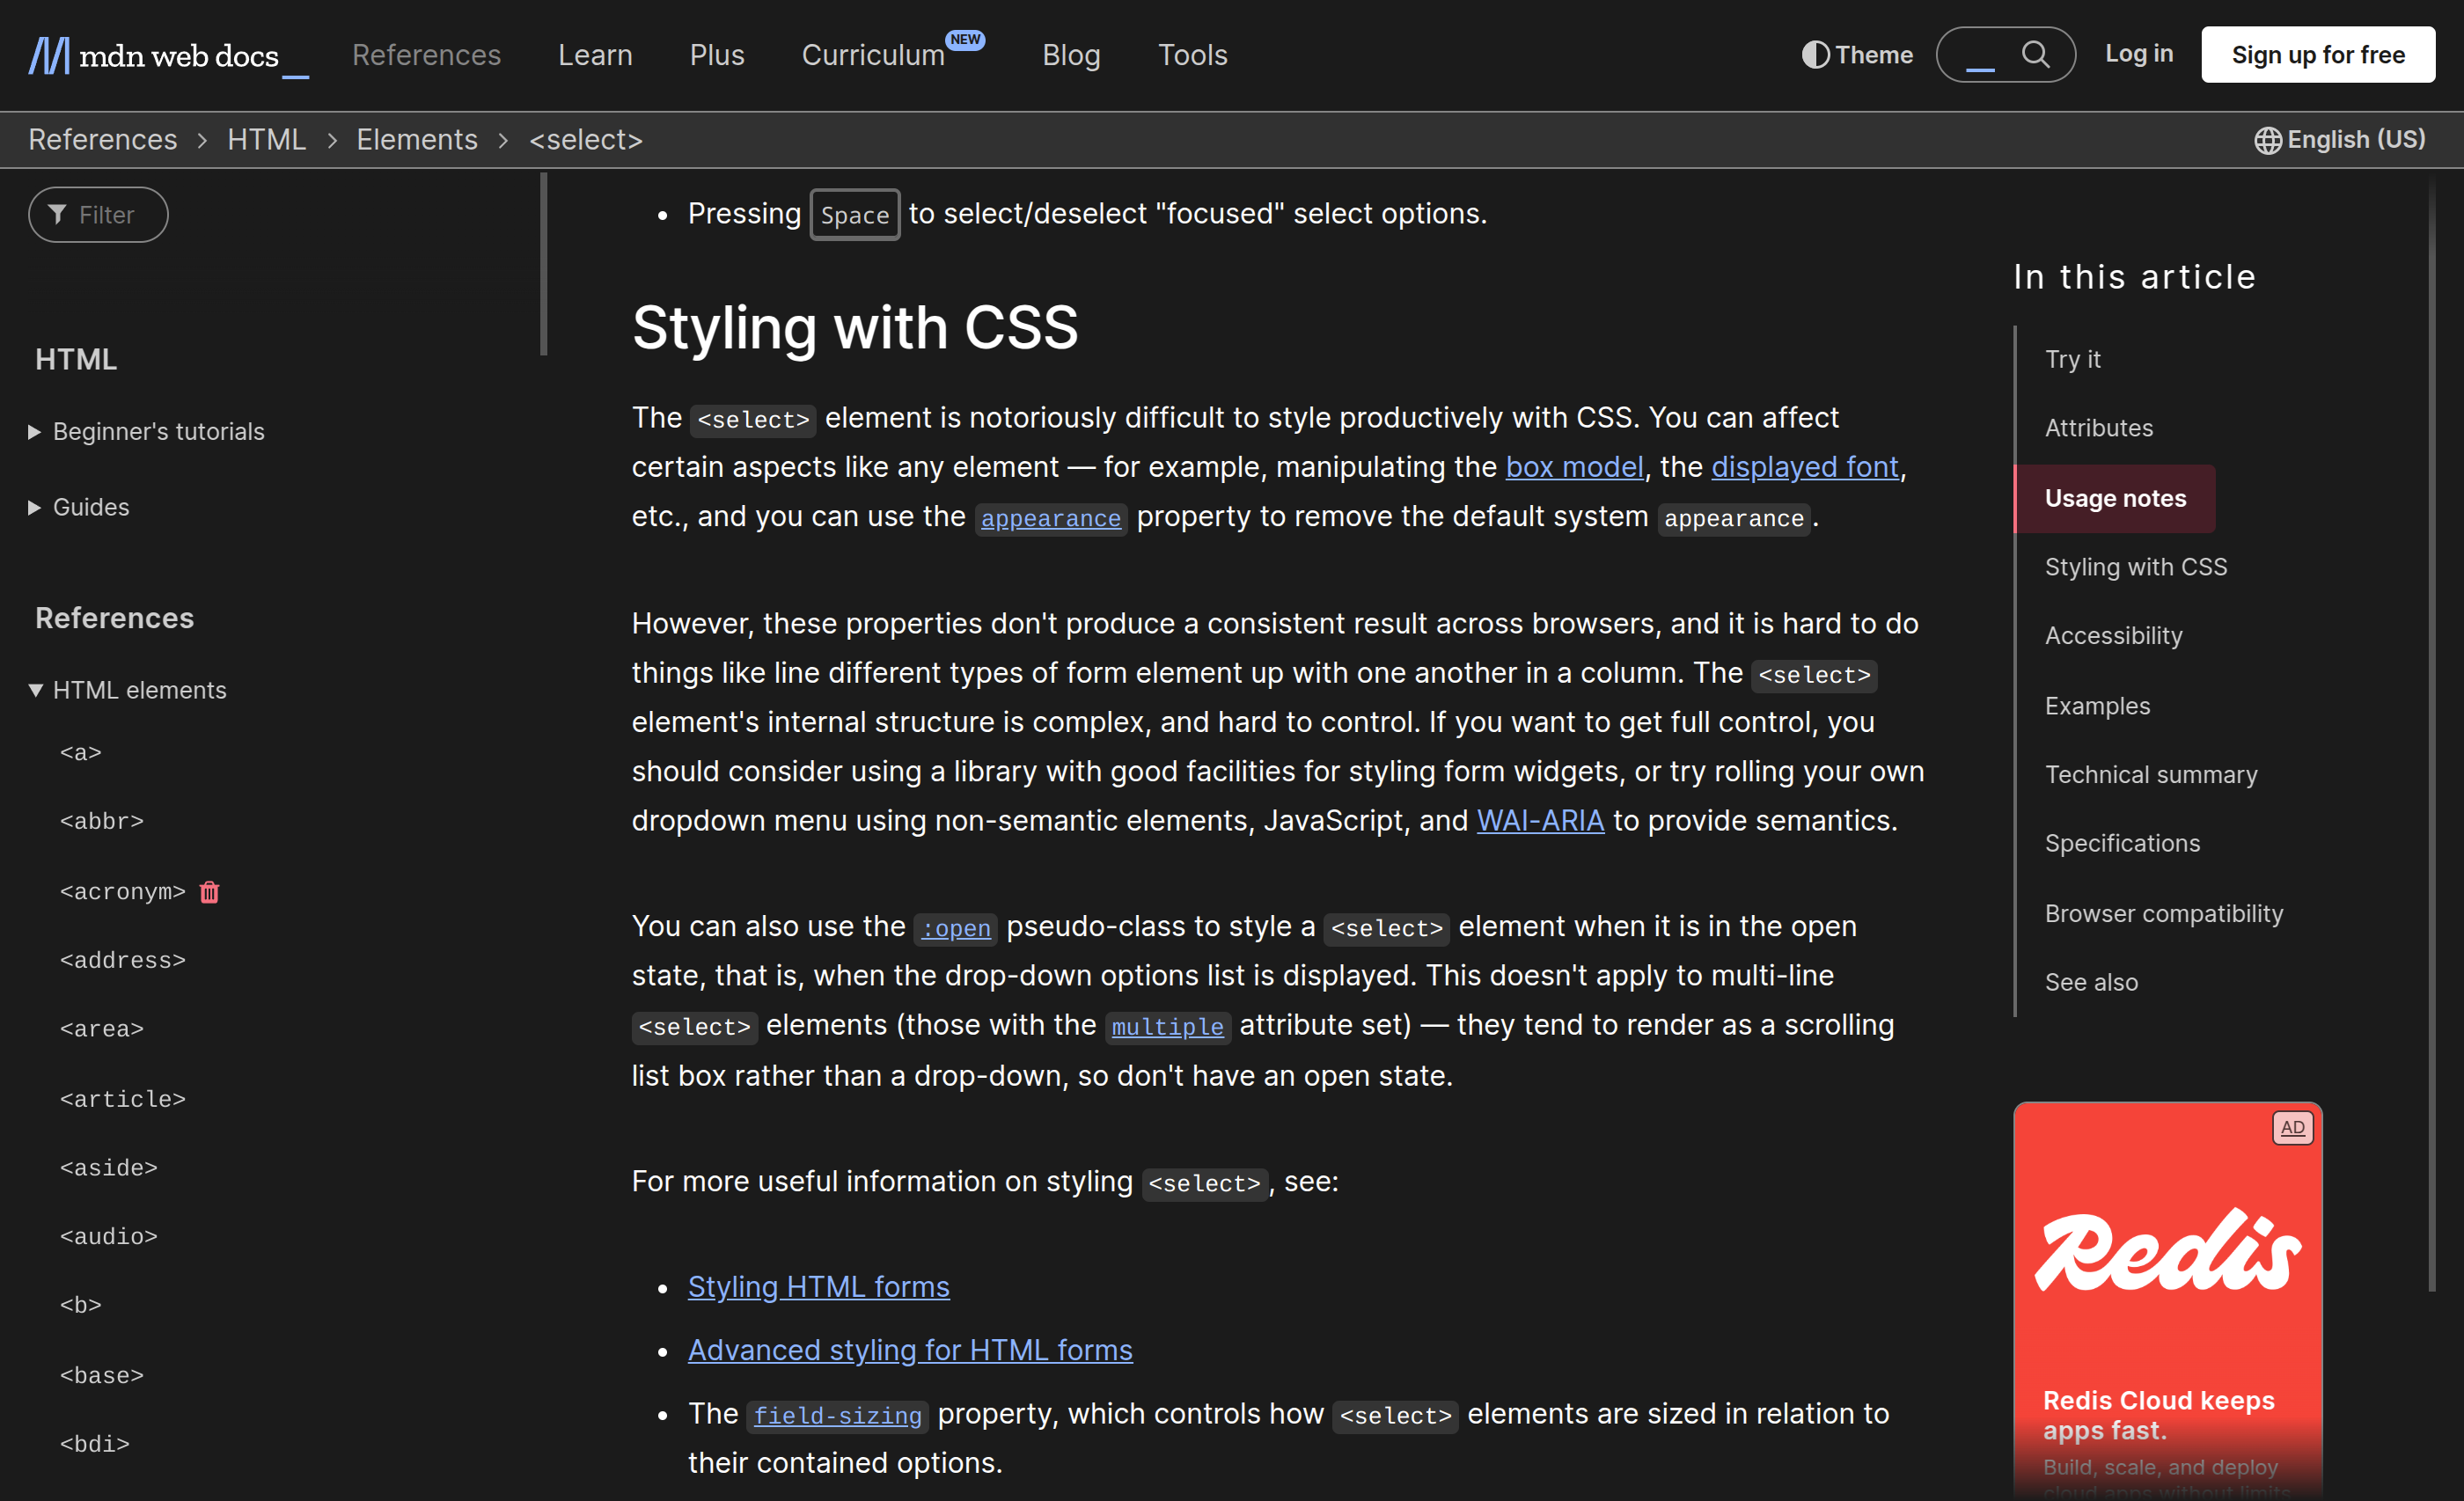 mdn web docs_
References Learn Plus Curriculum NEW Blog Tools
Theme Log in Sign up for free
References > HTML > Elements > <select>
English (US)
Filter
HTML
Beginner's tutorials
Guides
References
HTML elements
<a>
<abbr>
<acronym>
<address>
<area>
<article>
<aside>
<audio>
<b>
<base>
<bdi>
• Pressing Space to select/deselect "focused" select options.
Styling with CSS
The <select> element is notoriously difficult to style productively with CSS. You can affect
certain aspects like any element — for example, manipulating the box model, the displayed font,
etc., and you can use the appearance property to remove the default system appearance.
However, these properties don't produce a consistent result across browsers, and it is hard to do
things like line different types of form element up with one another in a column. The <select>
element's internal structure is complex, and hard to control. If you want to get full control, you
should consider using a library with good facilities for styling form widgets, or try rolling your own
dropdown menu using non-semantic elements, JavaScript, and WAI-ARIA to provide semantics.
You can also use the :open pseudo-class to style a <select> element when it is in the open
state, that is, when the drop-down options list is displayed. This doesn't apply to multi-line
<select> elements (those with the multiple attribute set) — they tend to render as a scrolling
list box rather than a drop-down, so don't have an open state.
For more useful information on styling <select>, see:
• Styling HTML forms
• Advanced styling for HTML forms
• The field-sizing property, which controls how <select> elements are sized in relation to
their contained options.
In this article
Try it
Attributes
Usage notes
Styling with CSS
Accessibility
Examples
Technical summary
Specifications
Browser compatibility
See also
AD
Redis
Redis Cloud keeps
apps fast.
Build, scale, and deploy
cloud apps without limits